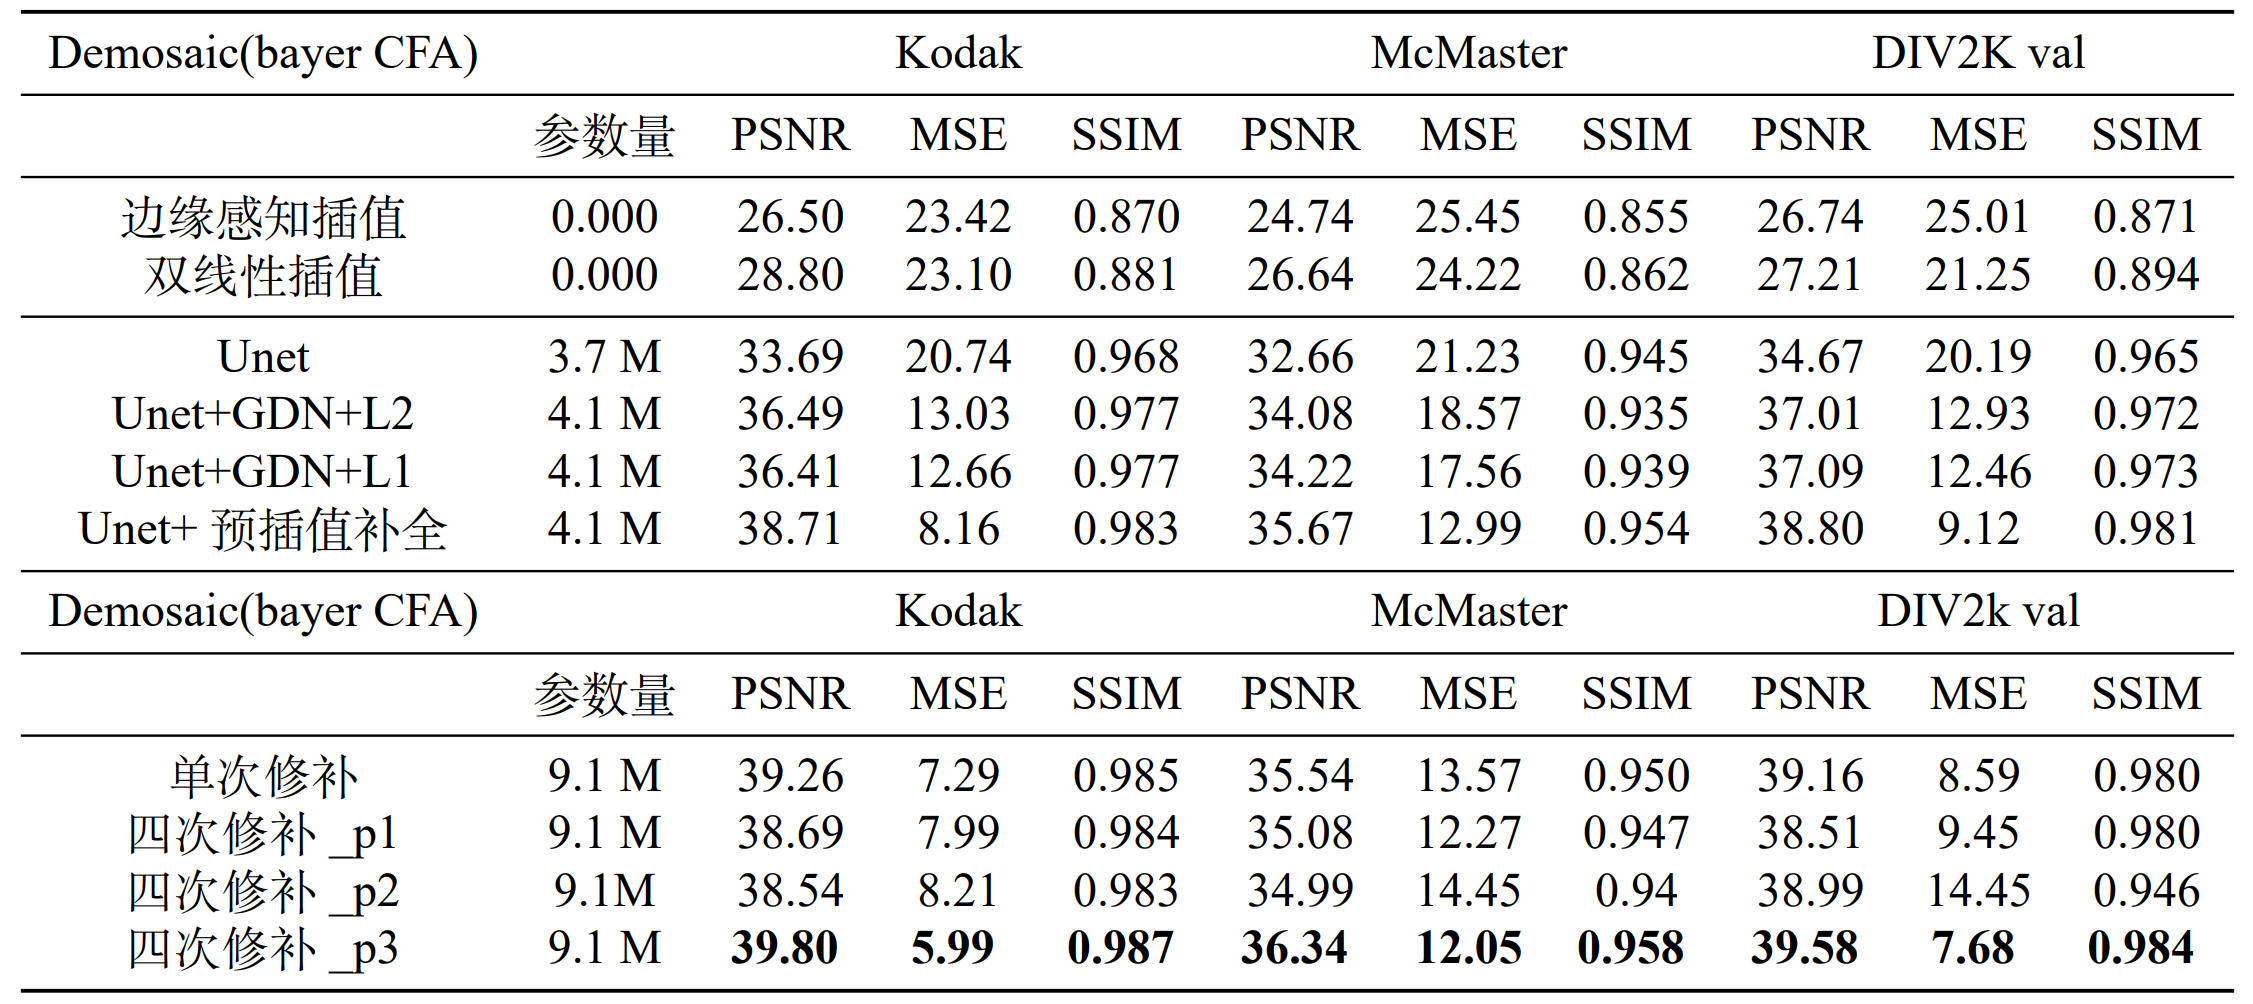 Demosaic(bayer CFA) Kodak McMaster DIV2K val
参数量 PSNR MSE SSIM PSNR MSE SSIM PSNR MSE SSIM
边缘感知插值 0.000 26.50 23.42 0.870 24.74 25.45 0.855 26.74 25.01 0.871
双线性插值 0.000 28.80 23.10 0.881 26.64 24.22 0.862 27.21 21.25 0.894
Unet 3.7 M 33.69 20.74 0.968 32.66 21.23 0.945 34.67 20.19 0.965
Unet+GDN+L2 4.1 M 36.49 13.03 0.977 34.08 18.57 0.935 37.01 12.93 0.972
Unet+GDN+L1 4.1 M 36.41 12.66 0.977 34.22 17.56 0.939 37.09 12.46 0.973
Unet+ 预插值补全 4.1 M 38.71 8.16 0.983 35.67 12.99 0.954 38.80 9.12 0.981
Demosaic(bayer CFA) Kodak McMaster DIV2k val
参数量 PSNR MSE SSIM PSNR MSE SSIM PSNR MSE SSIM
单次修补 9.1 M 39.26 7.29 0.985 35.54 13.57 0.950 39.16 8.59 0.980
四次修补 _p1 9.1 M 38.69 7.99 0.984 35.08 12.27 0.947 38.51 9.45 0.980
四次修补 _p2 9.1M 38.54 8.21 0.983 34.99 14.45 0.94 38.99 14.45 0.946
四次修补 _p3 9.1 M 39.80 5.99 0.987 36.34 12.05 0.958 39.58 7.68 0.984